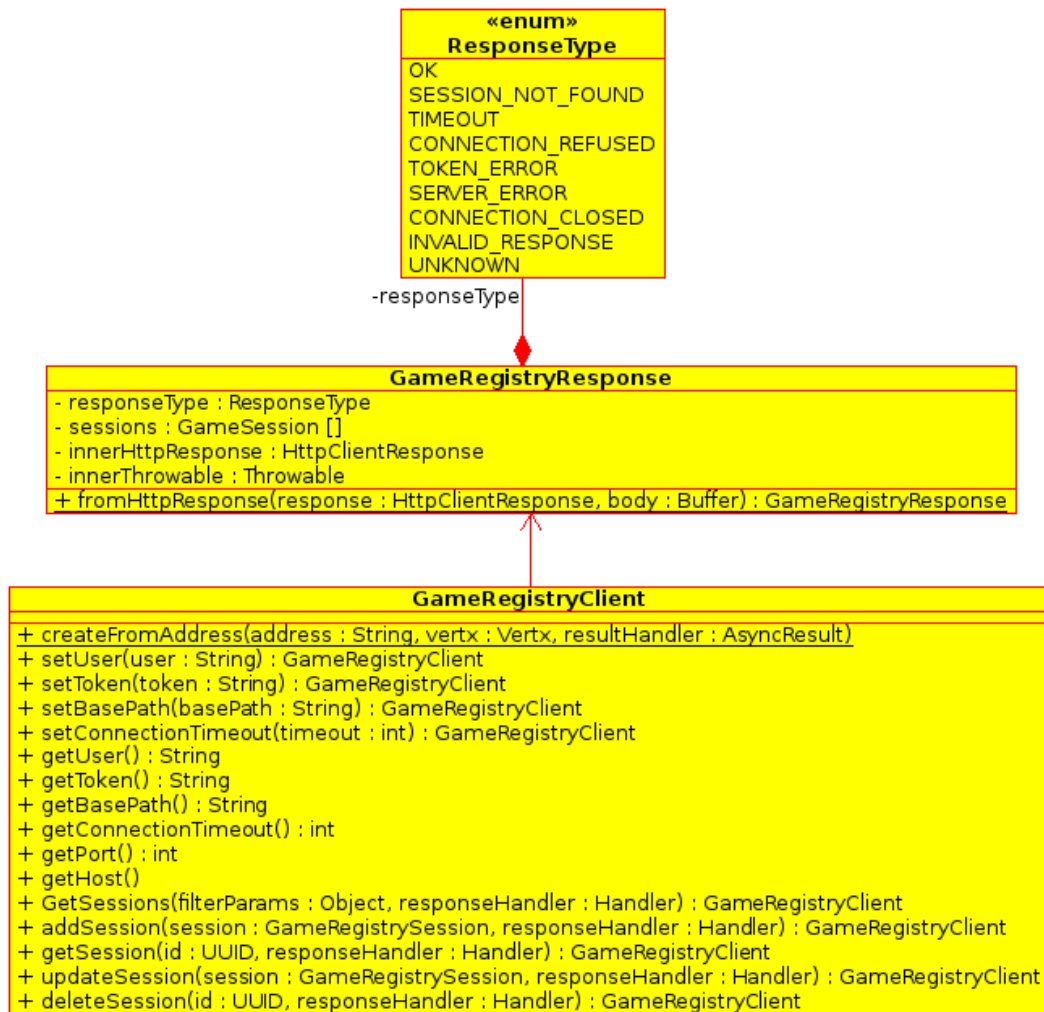 «enum»
ResponseType
OK
SESSION_NOT_FOUND
TIMEOUT
CONNECTION_REFUSED
TOKEN_ERROR
SERVER_ERROR
CONNECTION_CLOSED
INVALID_RESPONSE
UNKNOWN
-responseType
GameRegistryResponse
- responseType : ResponseType
- sessions : GameSession []
- innerHttpResponse : HttpClientResponse
- innerThrowable : Throwable
+ fromHttpResponse(response : HttpClientResponse, body : Buffer) : GameRegistryResponse
GameRegistryClient
+ createFromAddress(address : String, vertx : Vertx, resultHandler : AsyncResult)
+ setUser(user : String) : GameRegistryClient
+ setToken(token : String) : GameRegistryClient
+ setBasePath(basePath : String) : GameRegistryClient
+ setConnectionTimeout(timeout : int) : GameRegistryClient
+ getUser() : String
+ getToken() : String
+ getBasePath() : String
+ getConnectionTimeout() : int
+ getPort() : int
+ getHost()
+ GetSessions(filterParams : Object, responseHandler : Handler) : GameRegistryClient
+ addSession(session : GameRegistrySession, responseHandler : Handler) : GameRegistryClient
+ getSession(id : UUID, responseHandler : Handler) : GameRegistryClient
+ updateSession(session : GameRegistrySession, responseHandler : Handler) : GameRegistryClient
+ deleteSession(id : UUID, responseHandler : Handler) : GameRegistryClient